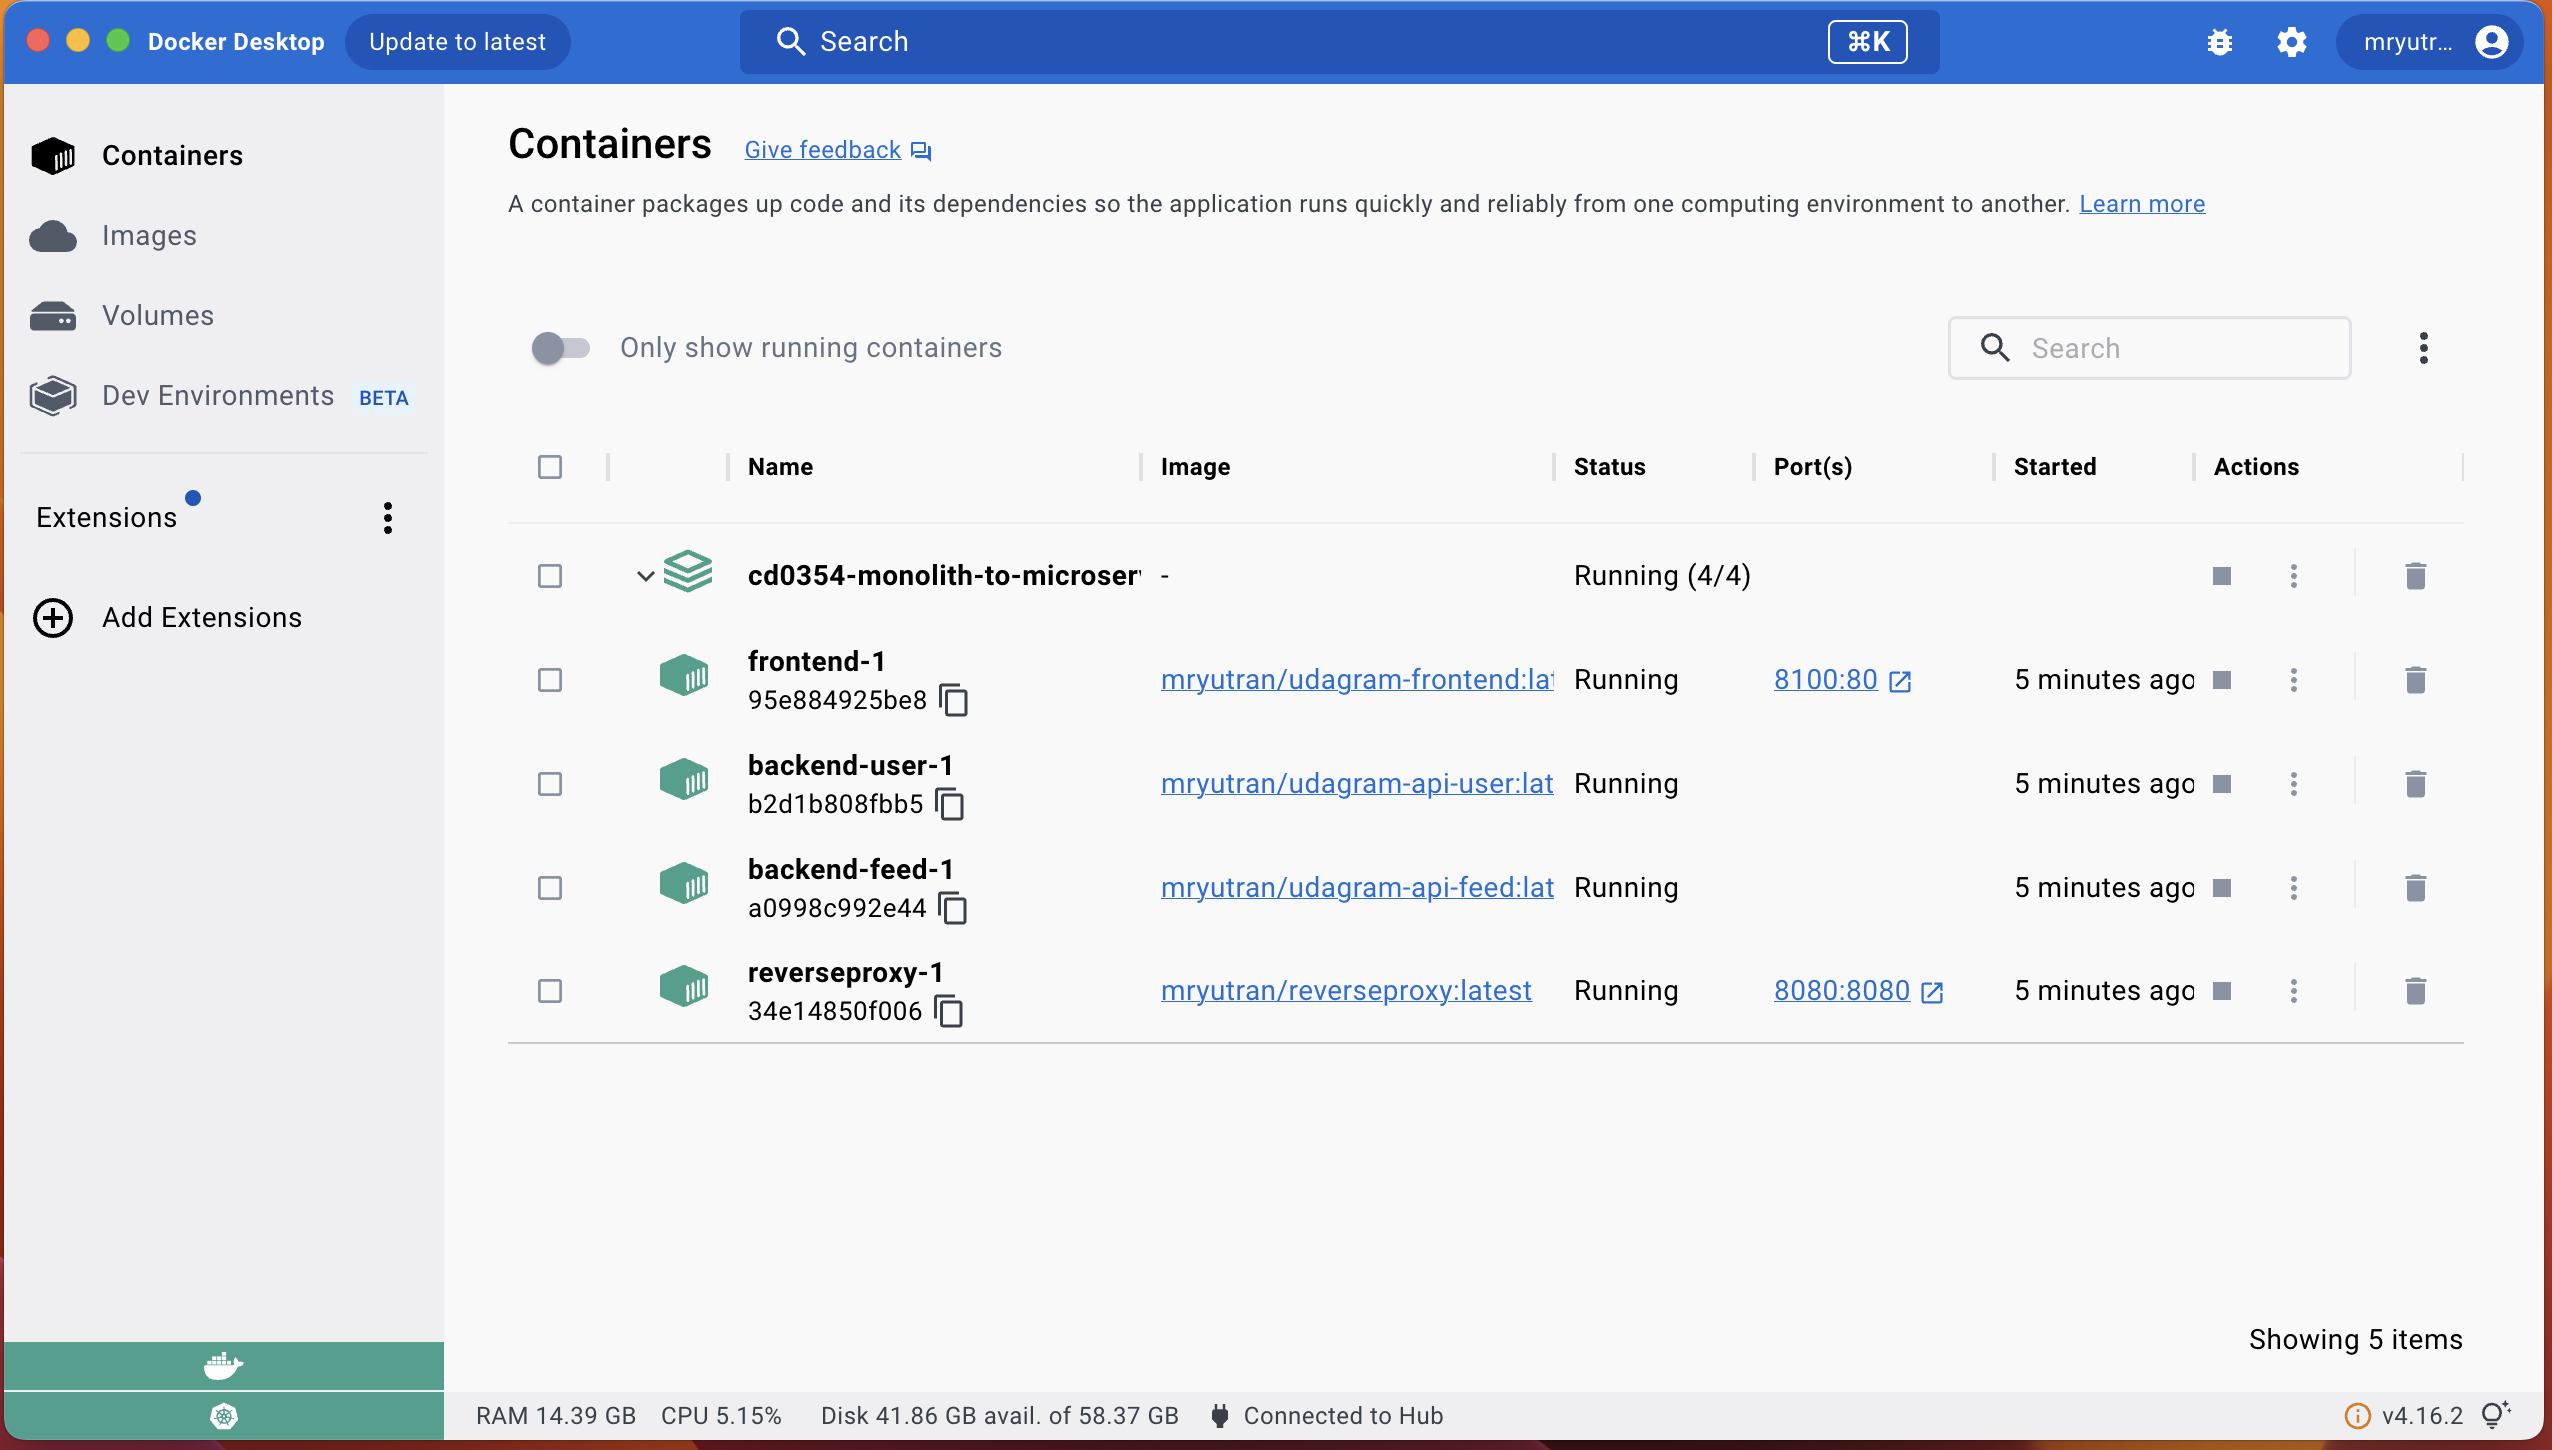 Docker Desktop
Update to latest
Search
⌘K
mryutr...
Containers
Images
Volumes
Dev Environments BETA
Extensions
Add Extensions
Containers Give feedback
A container packages up code and its dependencies so the application runs quickly and reliably from one computing environment to another. Learn more
Only show running containers
Search
Name Image Status Port(s) Started Actions
cd0354-monolith-to-microser - Running (4/4)
frontend-1
95e884925be8
mryutran/udagram-frontend:lat Running 8100:80 5 minutes ago
backend-user-1
b2d1b808fbb5
mryutran/udagram-api-user:lat Running 5 minutes ago
backend-feed-1
a0998c992e44
mryutran/udagram-api-feed:lat Running 5 minutes ago
reverseproxy-1
34e14850f006
mryutran/reverseproxy:latest Running 8080:8080 5 minutes ago
Showing 5 items
RAM 14.39 GB CPU 5.15% Disk 41.86 GB avail. of 58.37 GB Connected to Hub v4.16.2